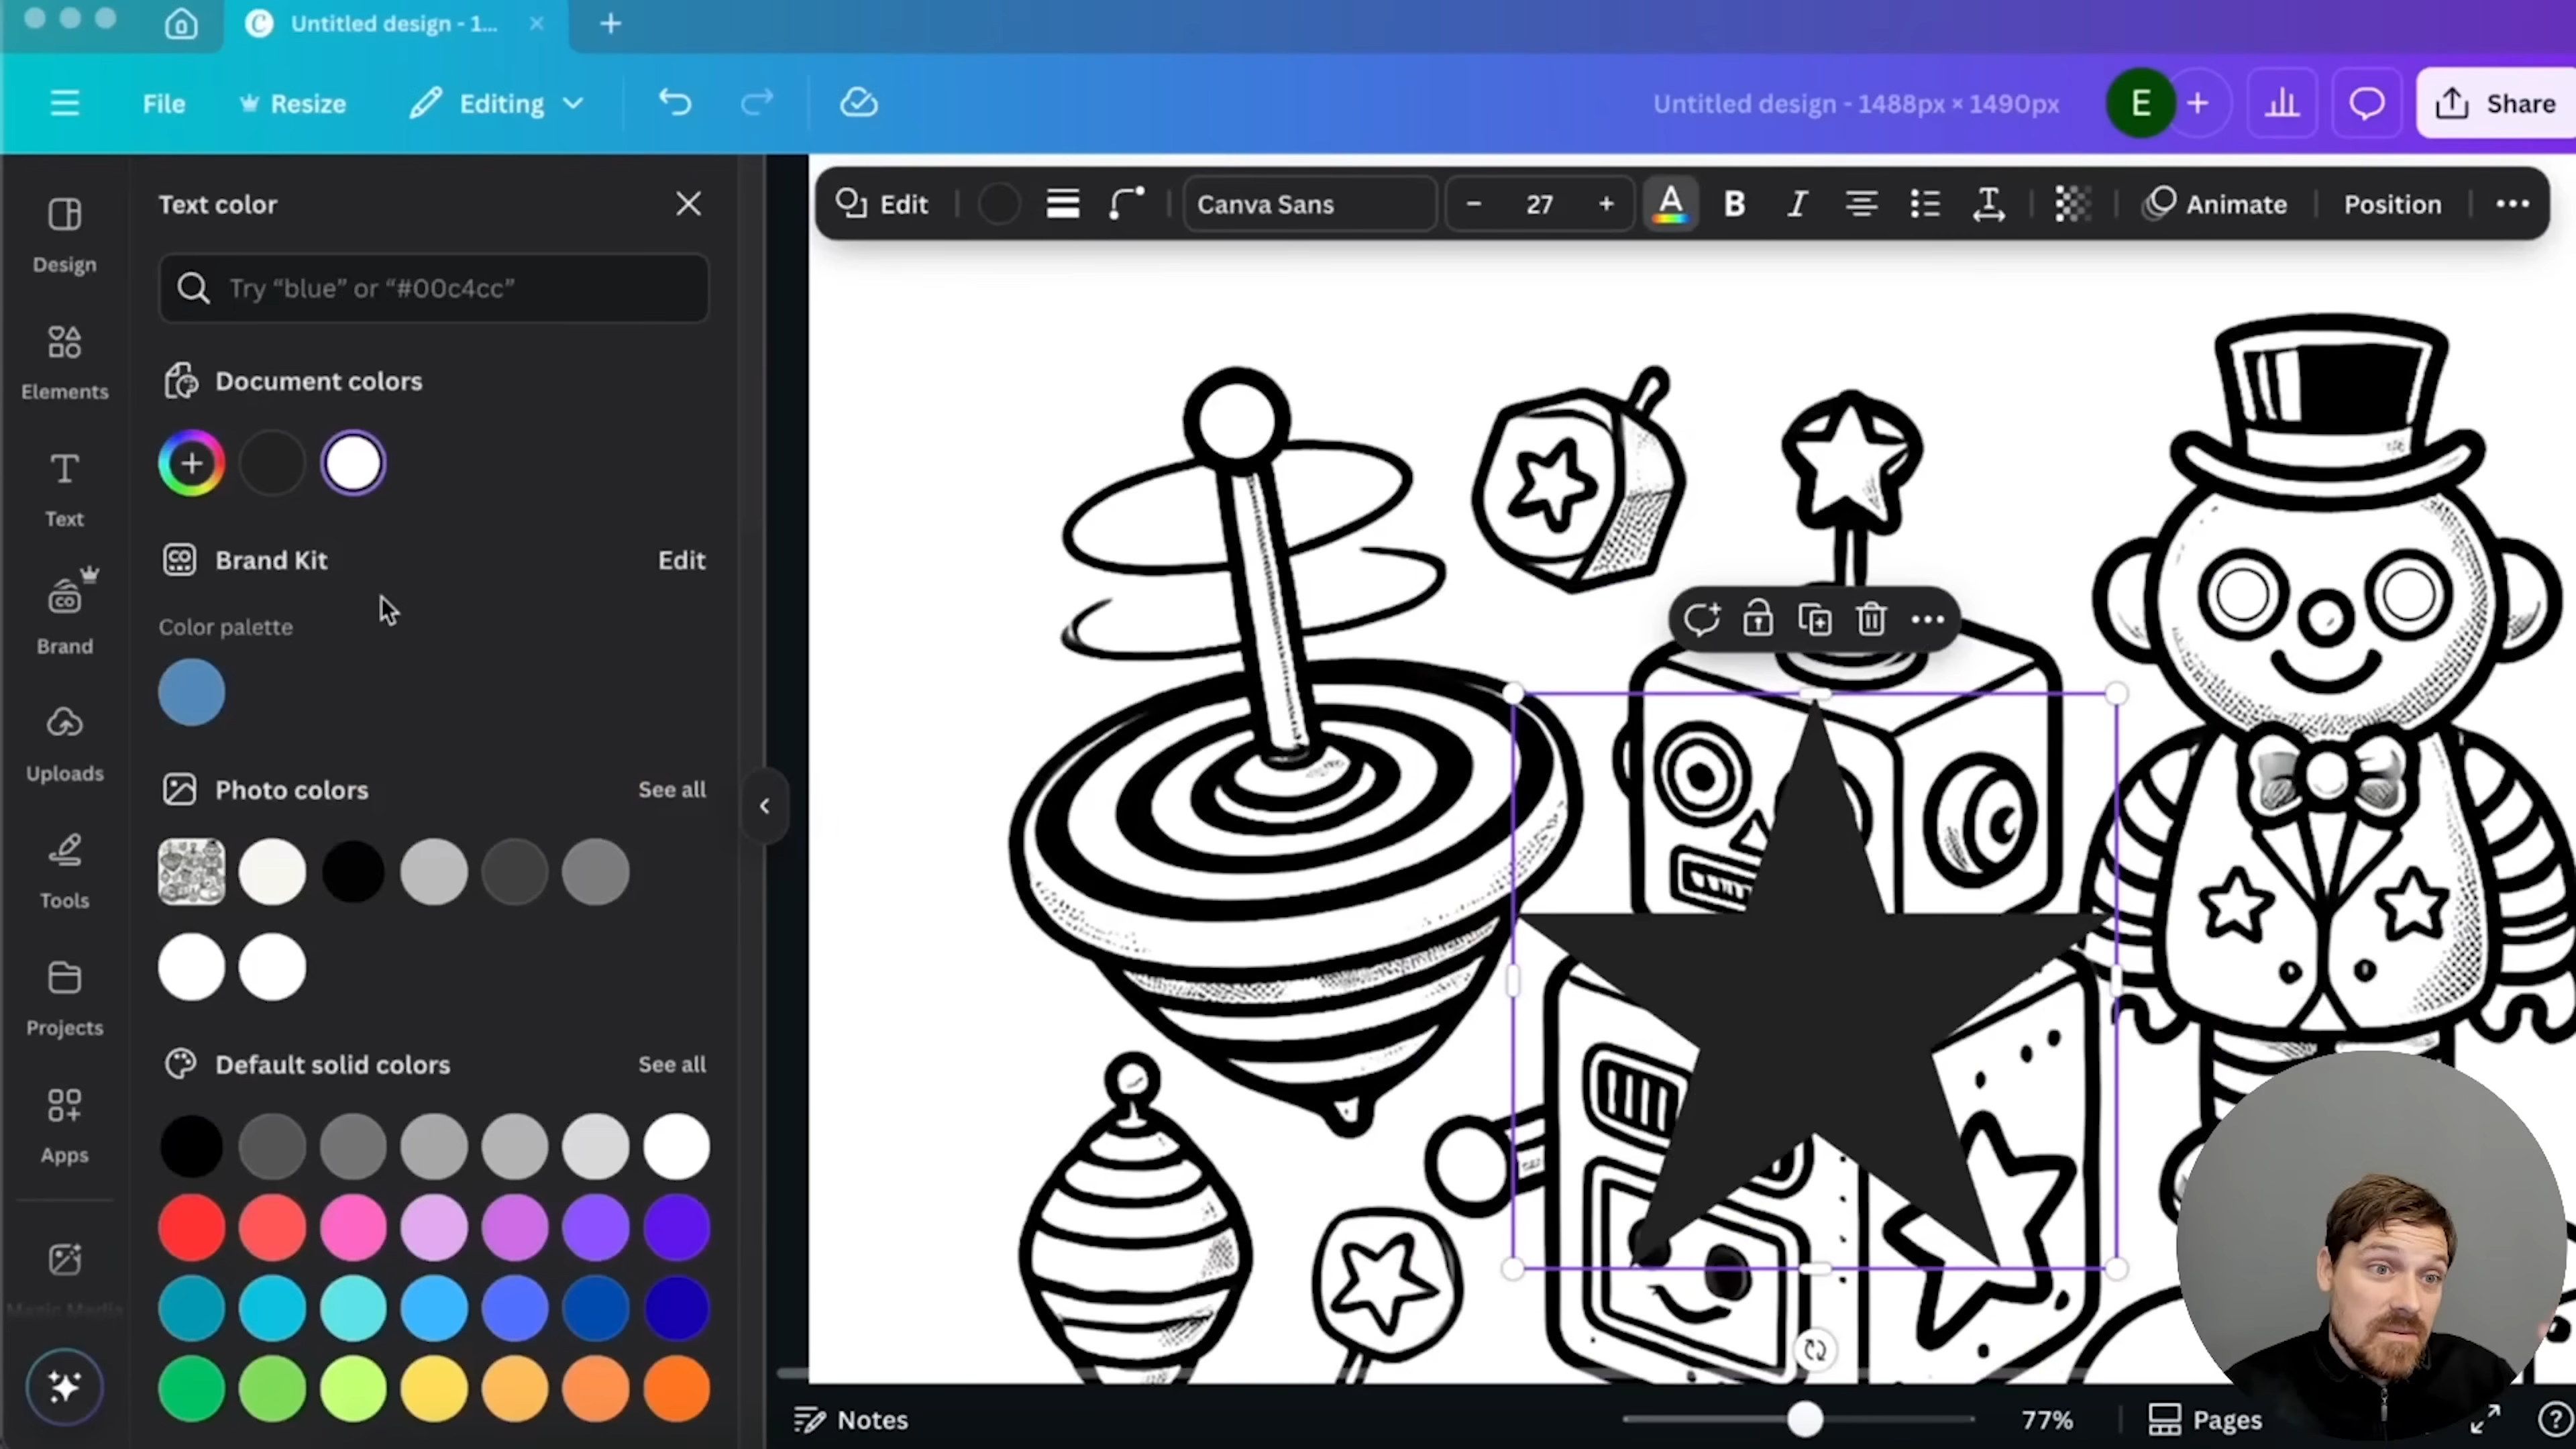 Untitled design - 1...
File
Resize
Editing
Untitled design - 1488px × 1490px
E
Share
Design
Elements
Text
Brand
Uploads
Tools
Projects
Apps
Magic Media
Text color
Try “blue” or “#00c4cc”
Document colors
Brand Kit
Edit
Color palette
Photo colors
See all
Default solid colors
See all
Edit
Canva Sans
− 27 +
A
B
I
Animate
Position
Notes
77%
Pages